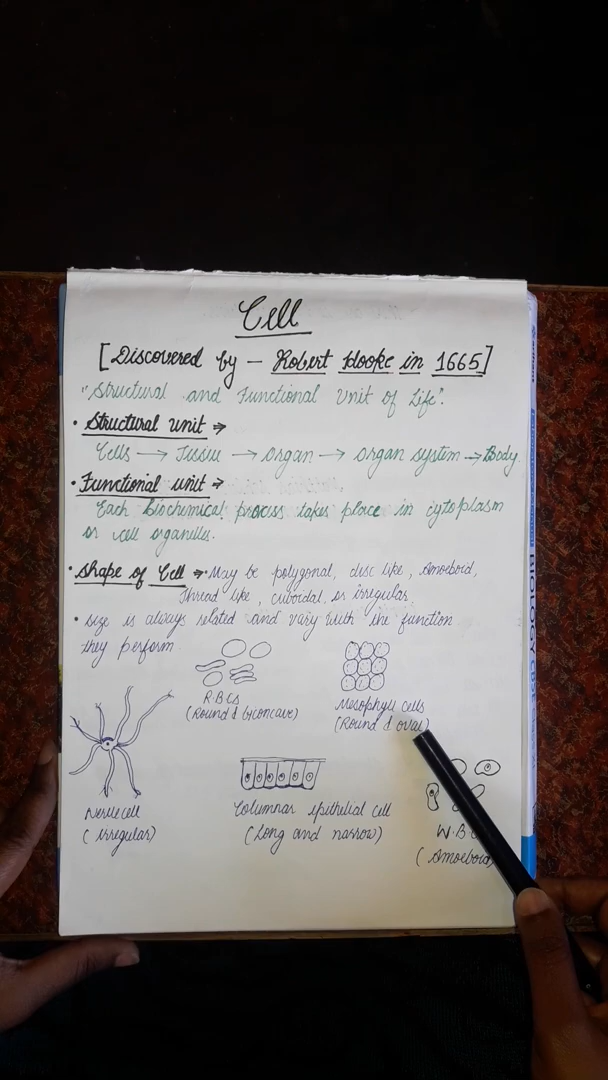 Cell
[Discovered by - Robert Hooke in 1665]
"Structural and Functional Unit of Life".
• Structural unit ⇒
Cells → Tissue → Organ → Organ system → Body.
• Functional unit ⇒
Each biochemical process takes place in cytoplasm
or cell organelles.
• Shape of Cell ⇒ • May be polygonal, disc like, Amoeboid,
Thread like, cuboidal, or irregular.
• Size is always related and vary with the function
they perform.
R.B.C.s
(Round & biconcave)
Mesophyll cells
(Round & oval)
Nerve cell
(irregular)
Columnar epithelial cell
(Long and narrow)
W.B.
(Amoeboid)
BIOLOGY CBSE